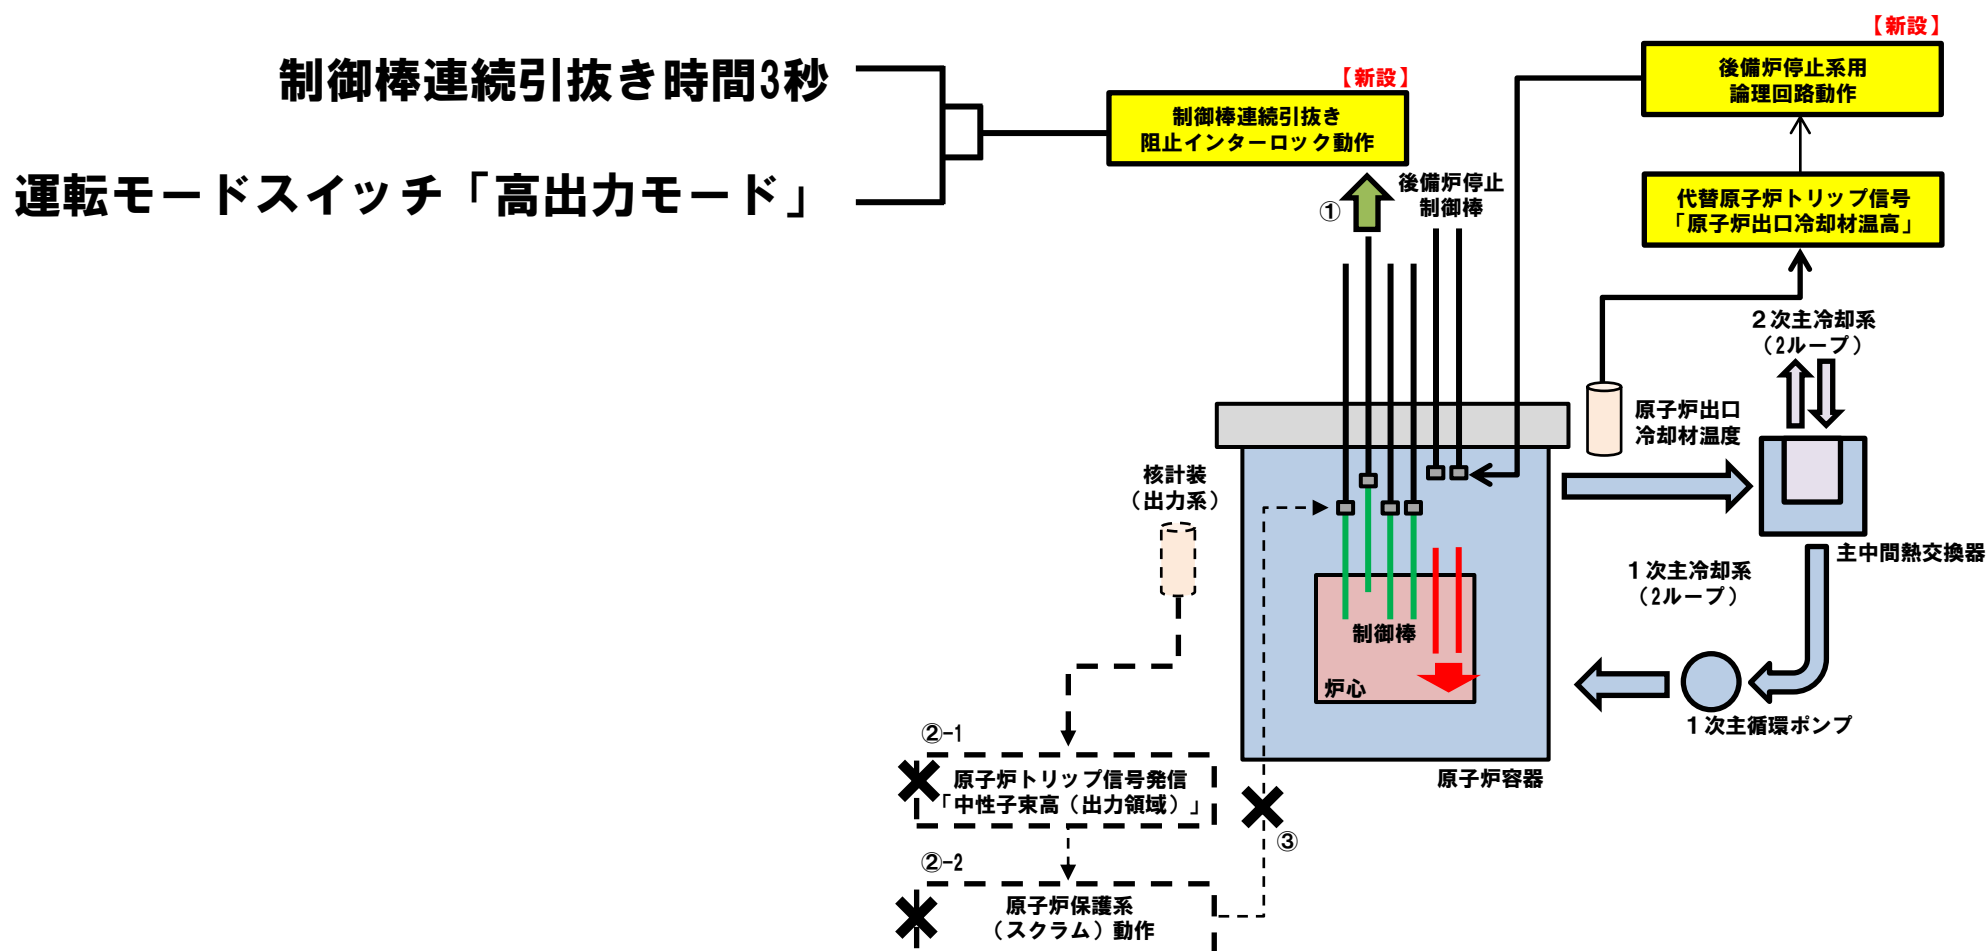 【新設】
後備炉停止系用
論理回路動作
制御棒連続引抜き時間3秒
【新設】
制御棒連続引抜き
阻止インターロック動作
運転モードスイッチ「高出力モード」
①
後備炉停止
制御棒
代替原子炉トリップ信号
「原子炉出口冷却材温高」
２次主冷却系
（2ループ）
原子炉出口
冷却材温度
核計装
（出力系）
主中間熱交換器
１次主冷却系
（2ループ）
制御棒
炉心
１次主循環ポンプ
原子炉容器
②-1
原子炉トリップ信号発信
「中性子束高（出力領域）」
③
②-2
原子炉保護系
（スクラム）動作